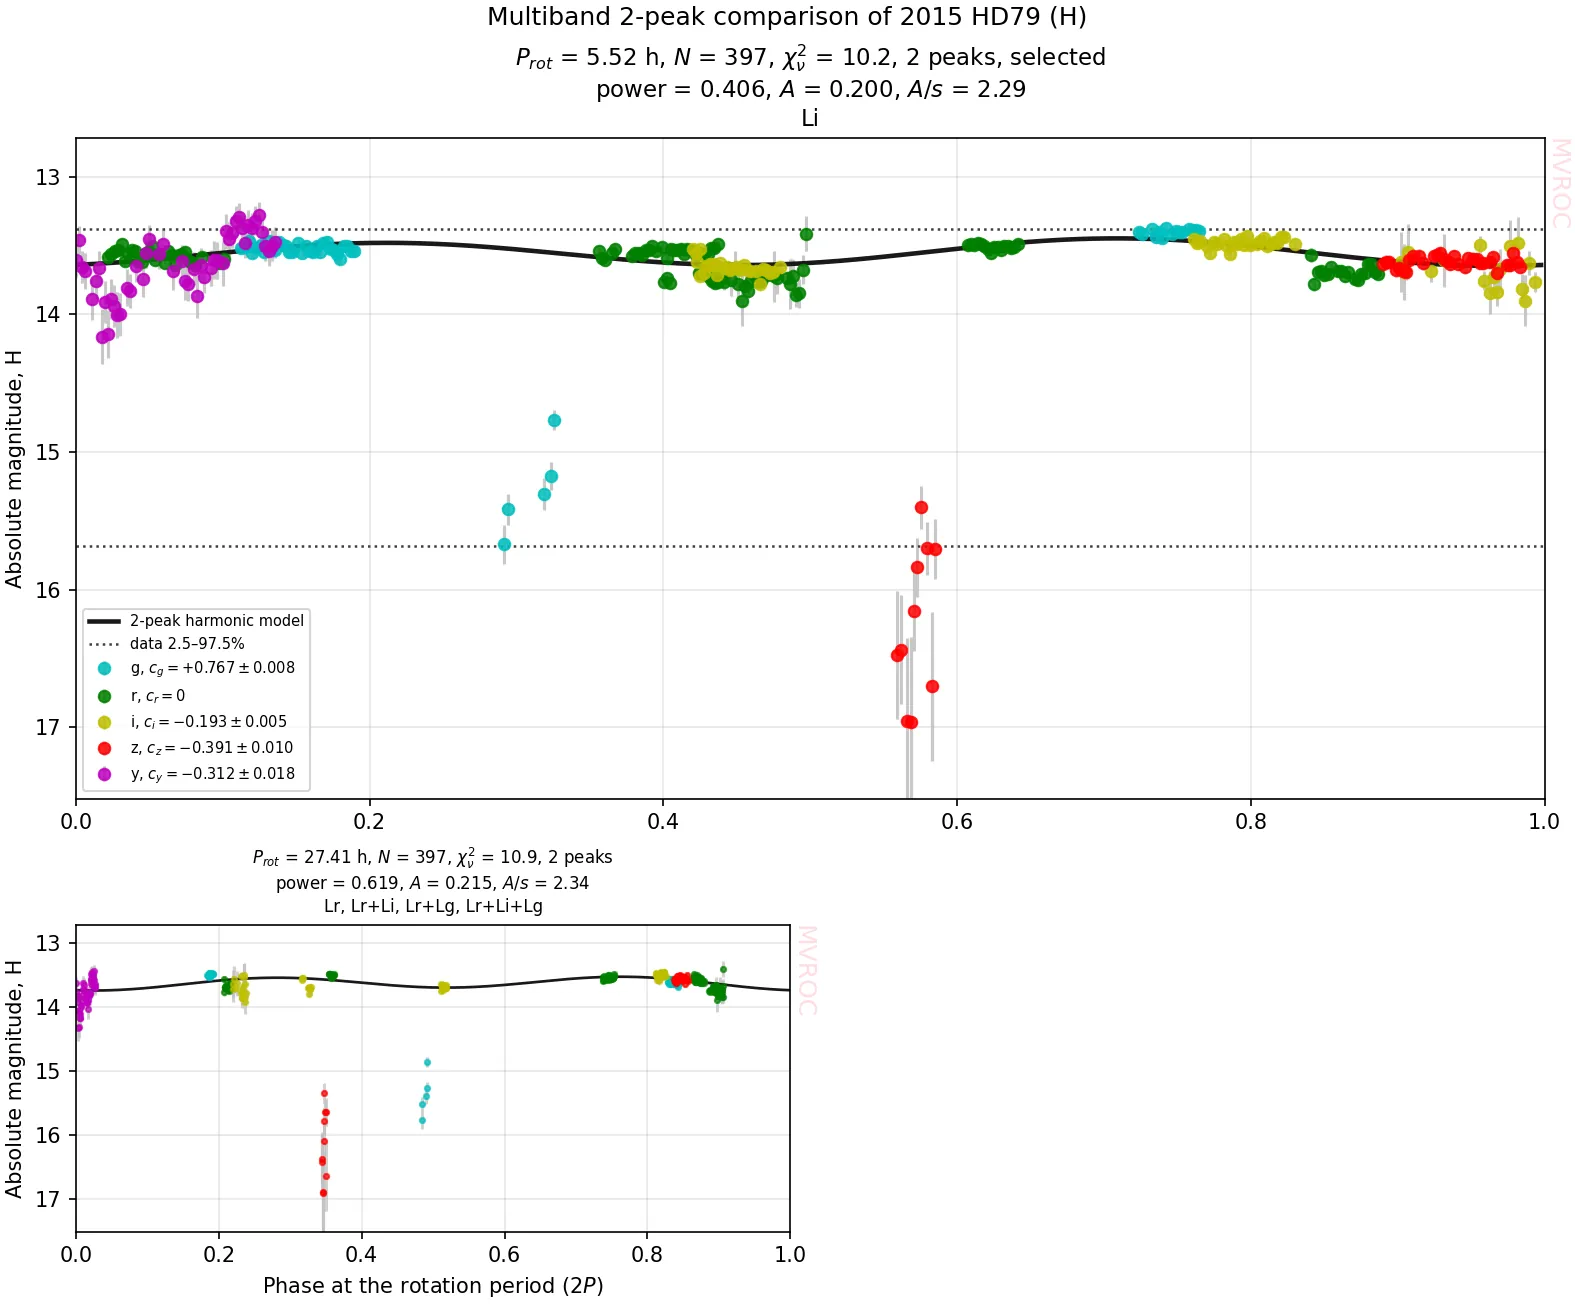 Multiband 2-peak comparison of 2015 HD79 (H)
P_rot = 5.52 h, N = 397, χ²_ν = 10.2, 2 peaks, selected
power = 0.406, A = 0.200, A/s = 2.29
Li
MVROC
13
14
15
16
17
Absolute magnitude, H
2-peak harmonic model
data 2.5–97.5%
g, c_g = +0.767 ± 0.008
r, c_r = 0
i, c_i = −0.193 ± 0.005
z, c_z = −0.391 ± 0.010
y, c_y = −0.312 ± 0.018
0.0 0.2 0.4 0.6 0.8 1.0
P_rot = 27.41 h, N = 397, χ²_ν = 10.9, 2 peaks
power = 0.619, A = 0.215, A/s = 2.34
Lr, Lr+Li, Lr+Lg, Lr+Li+Lg
MVROC
13
14
15
16
17
Absolute magnitude, H
0.0 0.2 0.4 0.6 0.8 1.0
Phase at the rotation period (2P)